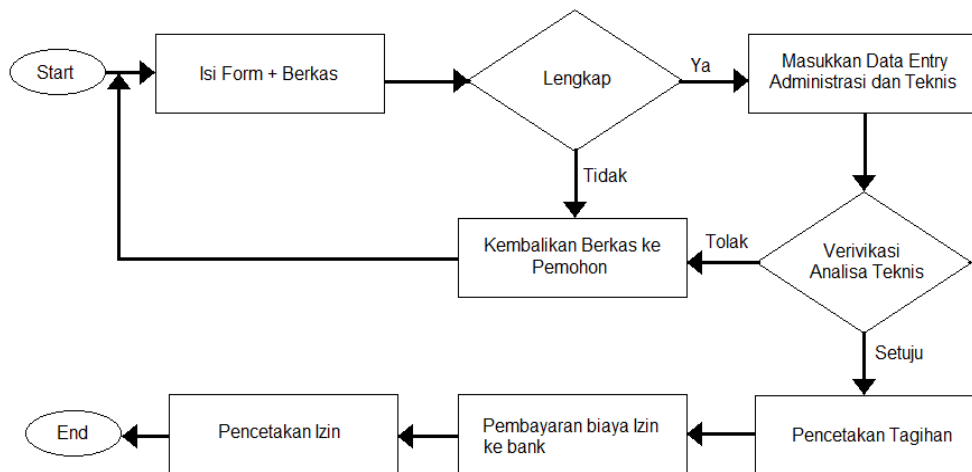 Start
Isi Form + Berkas
Lengkap
Ya
Masukkan Data Entry
Administrasi dan Teknis
Tidak
Kembalikan Berkas ke
Pemohon
Tolak
Verivikasi
Analisa Teknis
Setuju
End
Pencetakan Izin
Pembayaran biaya Izin
ke bank
Pencetakan Tagihan